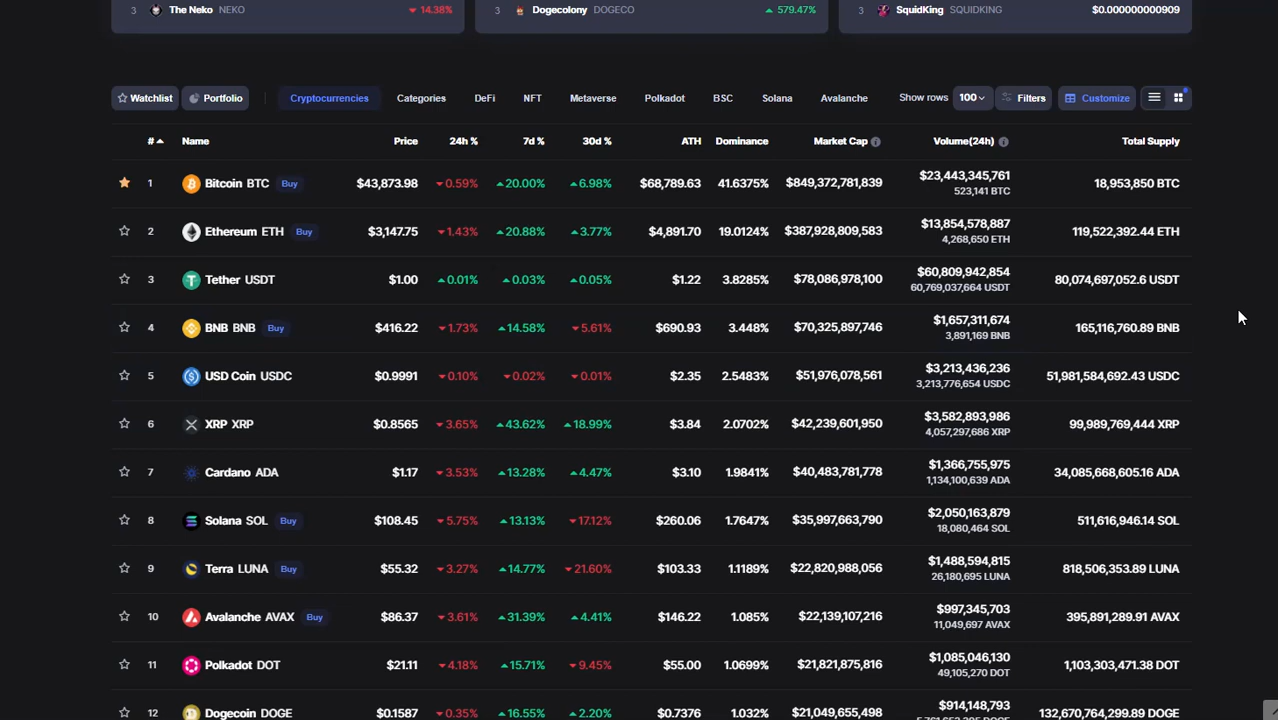 3 The Neko NEKO 14.38% 3 Dogecolony DOGECO 579.47% 3 SquidKing SQUIDKING $0.000000000909
Watchlist Portfolio Cryptocurrencies Categories DeFi NFT Metaverse Polkadot BSC Solana Avalanche Show rows 100 Filters Customize
# Name Price 24h % 7d % 30d % ATH Dominance Market Cap Volume(24h) Total Supply
1 Bitcoin BTC Buy $43,873.98 0.59% 20.00% 6.98% $68,789.63 41.6375% $849,372,781,839 $23,443,345,761 18,953,850 BTC
523,141 BTC
2 Ethereum ETH Buy $3,147.75 1.43% 20.88% 3.77% $4,891.70 19.0124% $387,928,809,583 $13,854,578,887 119,522,392.44 ETH
4,268,650 ETH
3 Tether USDT $1.00 0.01% 0.03% 0.05% $1.22 3.8285% $78,086,978,100 $60,809,942,854 80,074,697,052.6 USDT
60,769,037,664 USDT
4 BNB BNB Buy $416.22 1.73% 14.58% 5.61% $690.93 3.448% $70,325,897,746 $1,657,311,674 165,116,760.89 BNB
3,891,169 BNB
5 USD Coin USDC $0.9991 0.10% 0.02% 0.01% $2.35 2.5483% $51,976,078,561 $3,213,436,236 51,981,584,692.43 USDC
3,213,776,654 USDC
6 XRP XRP $0.8565 3.65% 43.62% 18.99% $3.84 2.0702% $42,239,601,950 $3,582,893,986 99,989,769,444 XRP
4,057,297,686 XRP
7 Cardano ADA $1.17 3.53% 13.28% 4.47% $3.10 1.9841% $40,483,781,778 $1,366,755,975 34,085,668,605.16 ADA
1,134,100,639 ADA
8 Solana SOL Buy $108.45 5.75% 13.13% 17.12% $260.06 1.7647% $35,997,663,790 $2,050,163,879 511,616,946.14 SOL
18,080,464 SOL
9 Terra LUNA Buy $55.32 3.27% 14.77% 21.60% $103.33 1.1189% $22,820,988,056 $1,488,594,815 818,506,353.89 LUNA
26,180,695 LUNA
10 Avalanche AVAX Buy $86.37 3.61% 31.39% 4.41% $146.22 1.085% $22,139,107,216 $997,345,703 395,891,289.91 AVAX
11,049,697 AVAX
11 Polkadot DOT $21.11 4.18% 15.71% 9.45% $55.00 1.0699% $21,821,875,816 $1,085,046,130 1,103,303,471.38 DOT
49,105,270 DOT
12 Dogecoin DOGE $0.1587 0.35% 16.55% 2.20% $0.7376 1.032% $21,049,655,498 $914,148,793 132,670,764,299.89 DOGE